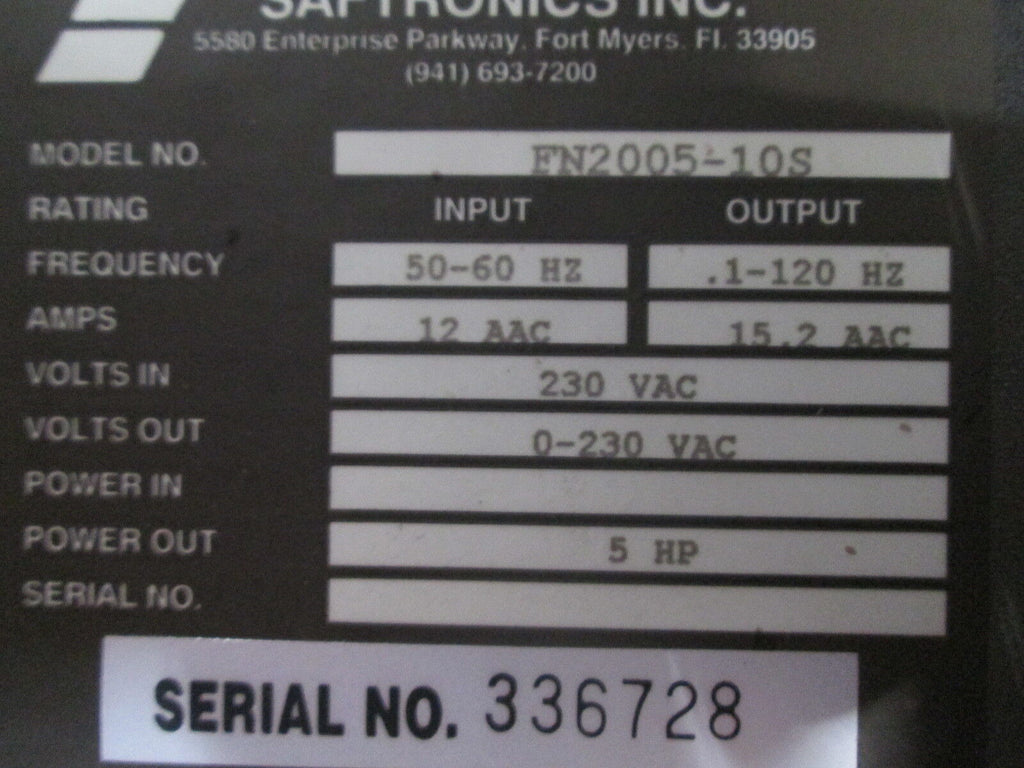 SAFTRONICS INC.
5580 Enterprise Parkway, Fort Myers, Fl. 33905
(941) 693-7200
MODEL NO. FN2005-10S
RATING INPUT OUTPUT
FREQUENCY 50-60 HZ .1-120 HZ
AMPS 12 AAC 15.2 AAC
VOLTS IN 230 VAC
VOLTS OUT 0-230 VAC
POWER IN
POWER OUT 5 HP
SERIAL NO.
SERIAL NO. 336728